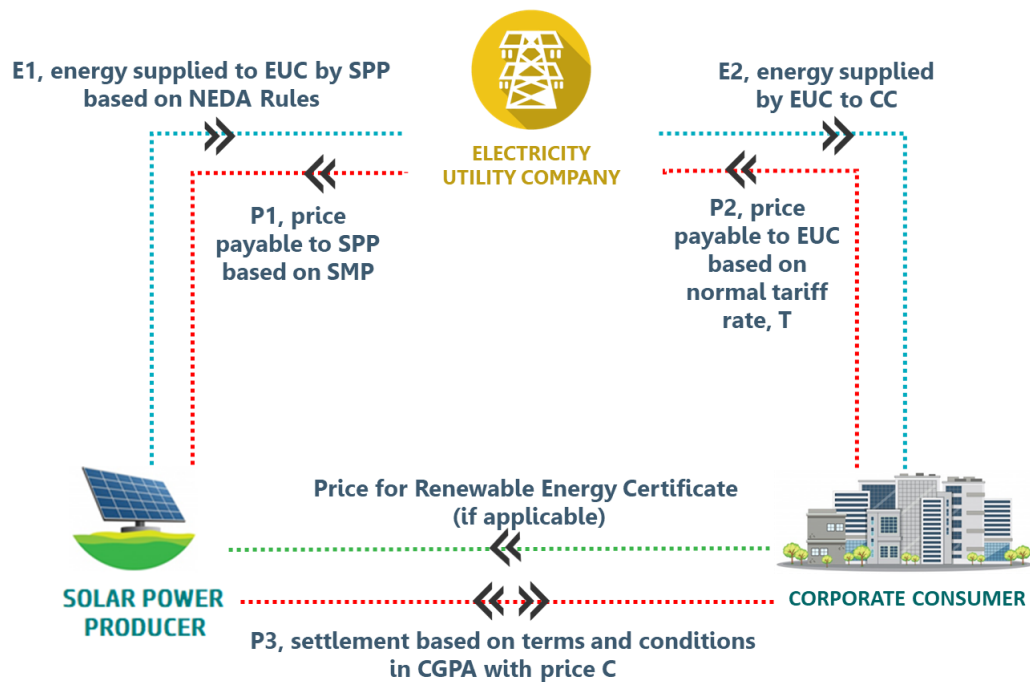 E1, energy supplied to EUC by SPP
based on NEDA Rules
E2, energy supplied
by EUC to CC
ELECTRICITY
UTILITY COMPANY
P1, price
payable to SPP
based on SMP
P2, price
payable to EUC
based on
normal tariff
rate, T
Price for Renewable Energy Certificate
(if applicable)
SOLAR POWER
PRODUCER
CORPORATE CONSUMER
P3, settlement based on terms and conditions
in CGPA with price C